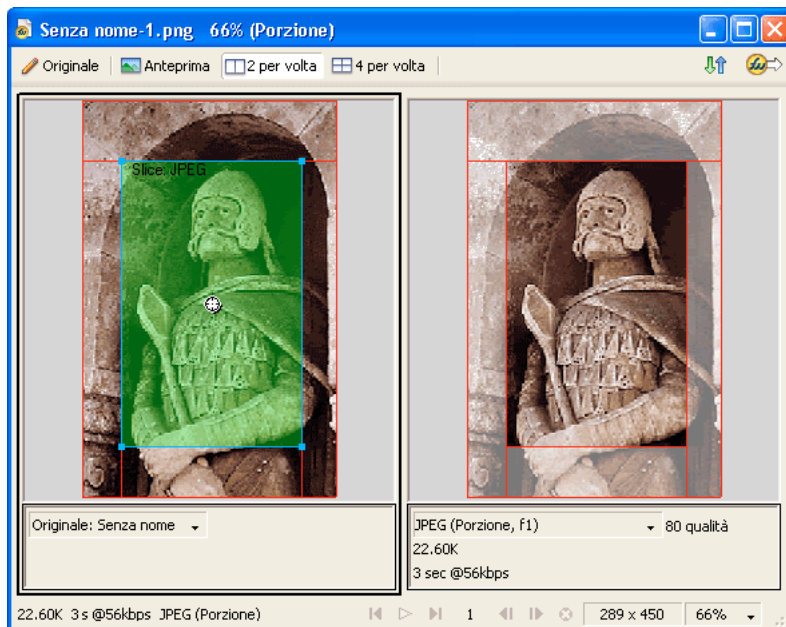 Senza nome-1.png 66% (Porzione)
Originale Anteprima 2 per volta 4 per volta
Slice: JPEG
Originale: Senza nome
JPEG (Porzione, f1) 80 qualità
22.60K
3 sec @56kbps
22.60K 3 s @56kbps JPEG (Porzione) 1 289 x 450 66%